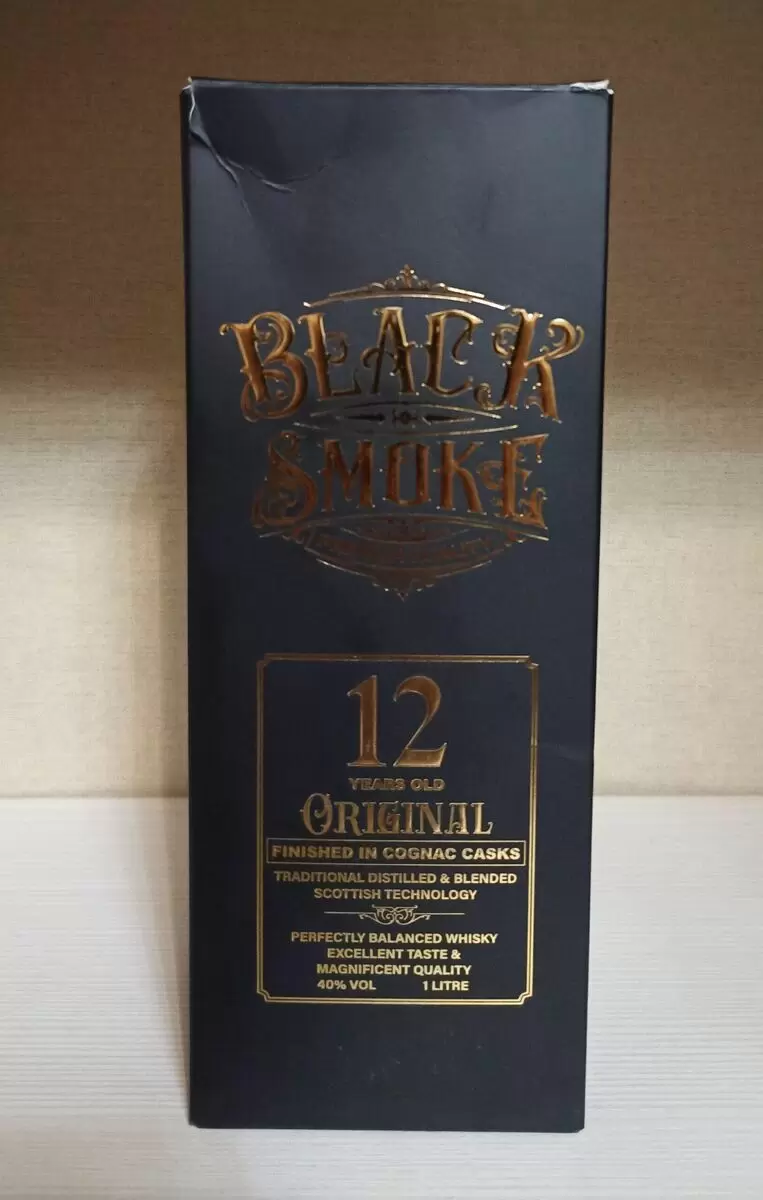 BLACK
SMOKE
12
YEARS OLD
ORIGINAL
FINISHED IN COGNAC CASKS
TRADITIONAL DISTILLED & BLENDED
SCOTTISH TECHNOLOGY
PERFECTLY BALANCED WHISKY
EXCELLENT TASTE &
MAGNIFICENT QUALITY
40% VOL 1 LITRE